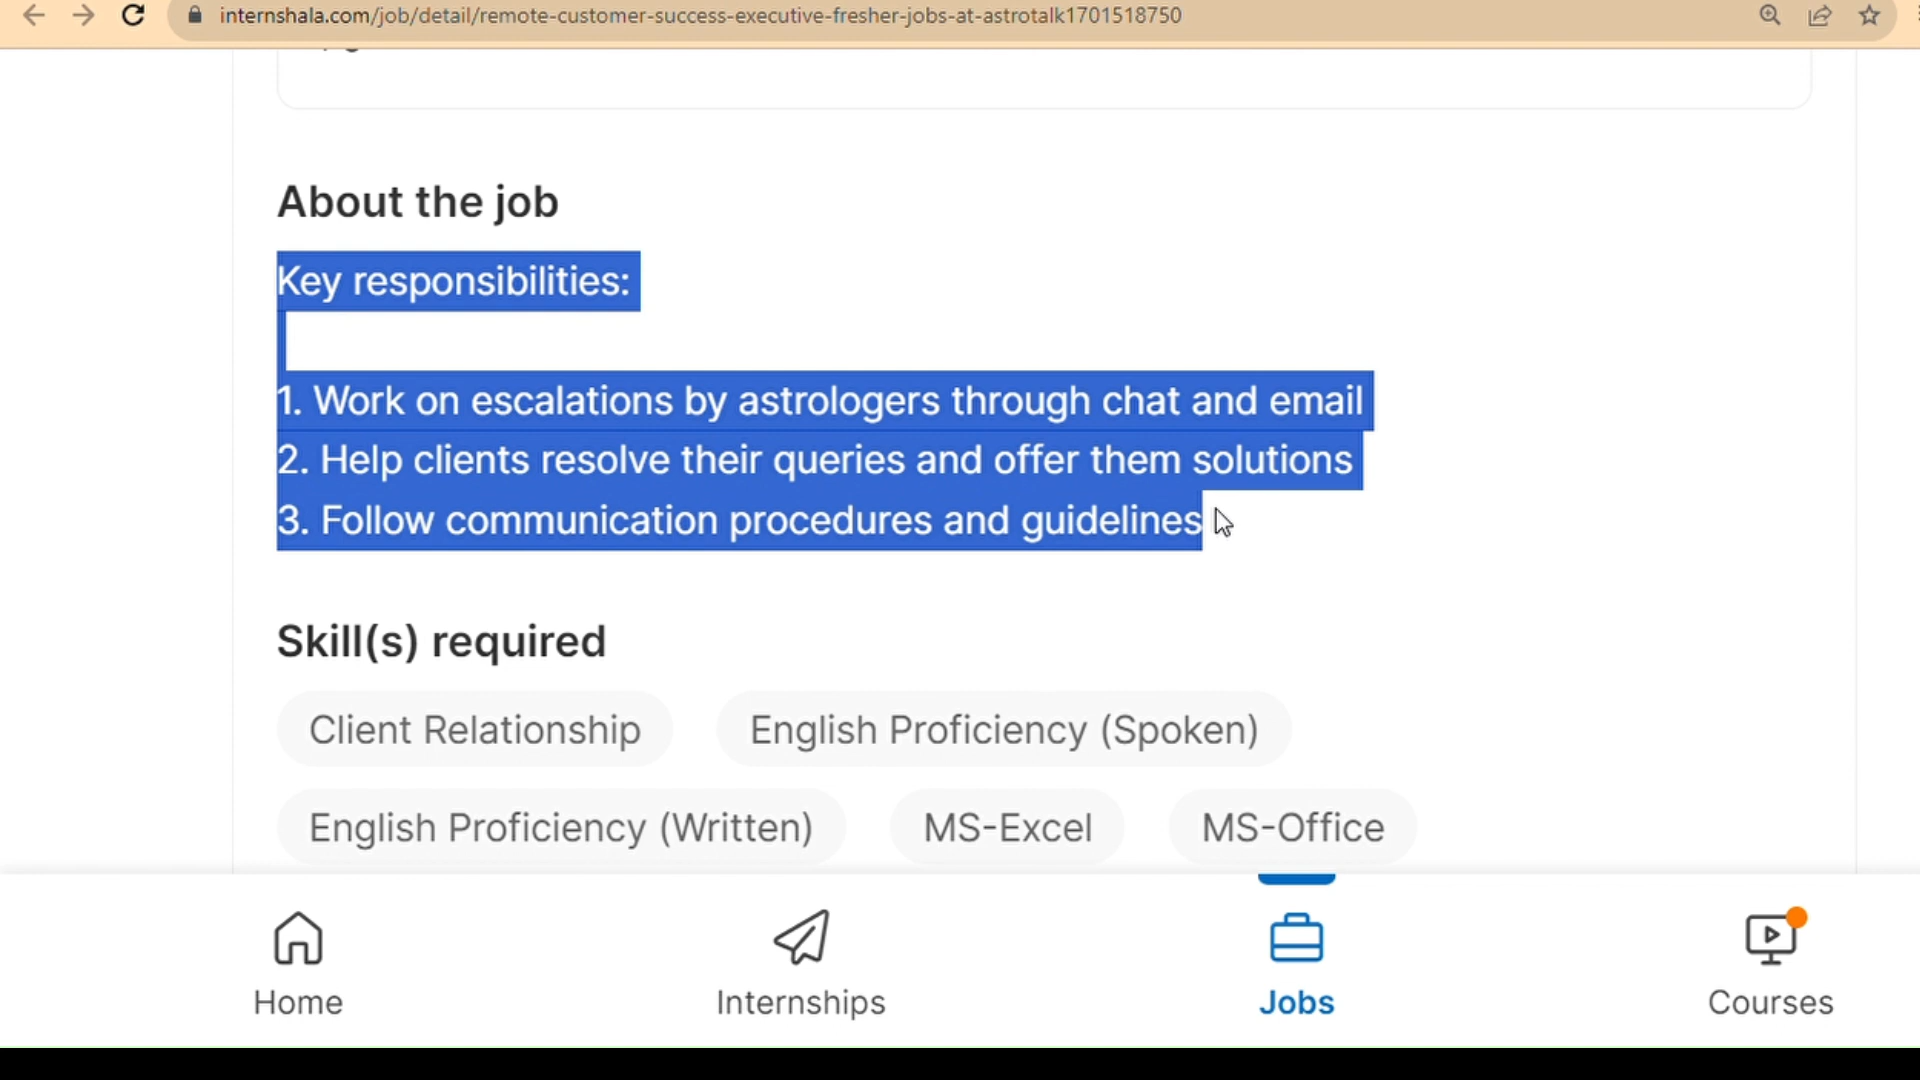 internshala.com/job/detail/remote-customer-success-executive-fresher-jobs-at-astrotalk1701518750
About the job
Key responsibilities:
1. Work on escalations by astrologers through chat and email
2. Help clients resolve their queries and offer them solutions
3. Follow communication procedures and guidelines
Skill(s) required
Client Relationship
English Proficiency (Spoken)
English Proficiency (Written)
MS-Excel
MS-Office
Home
Internships
Jobs
Courses